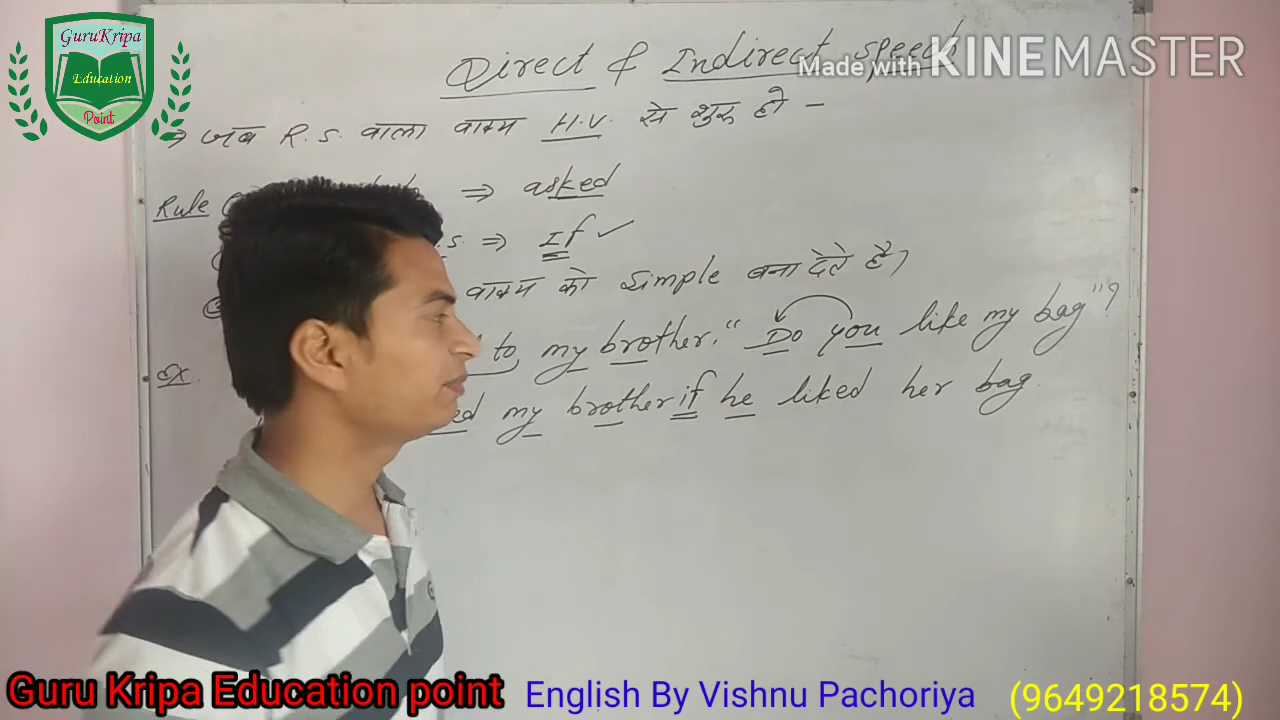 GuruKripa
Education
Point
Made with KINEMASTER
Direct & Indirect speech
⇒ जब R.S. वाला वाक्य H.V. से शुरू हो -
Rule ⇒ asked
S. ⇒ If ✓
वाक्य को Simple बना देते है।
Ex. to, my brother. "Do you like my bag"?
ed my brother if he liked her bag.
Guru Kripa Education point English By Vishnu Pachoriya (9649218574)